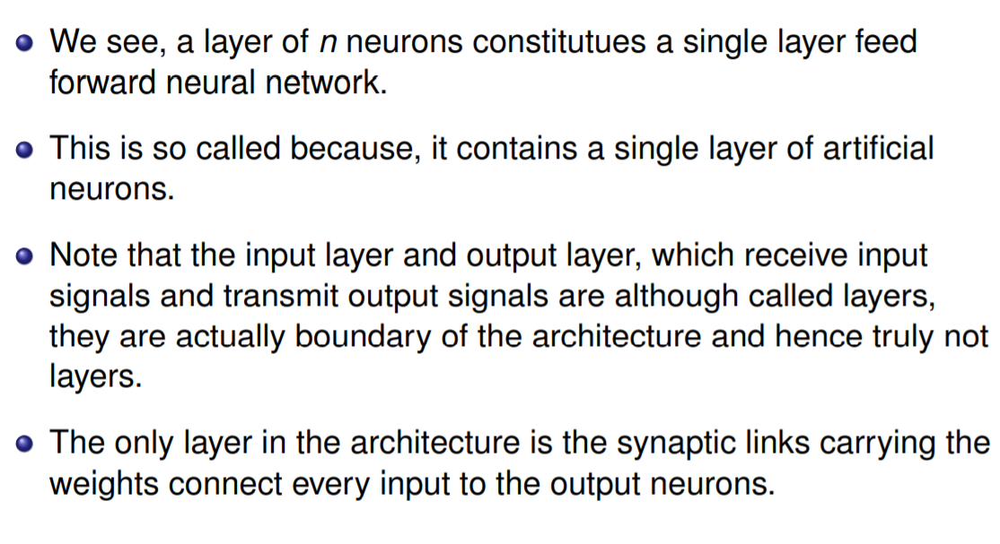 We see, a layer of n neurons constitutues a single layer feed
forward neural network.
This is so called because, it contains a single layer of artificial
neurons.
Note that the input layer and output layer, which receive input
signals and transmit output signals are although called layers,
they are actually boundary of the architecture and hence truly not
layers.
The only layer in the architecture is the synaptic links carrying the
weights connect every input to the output neurons.